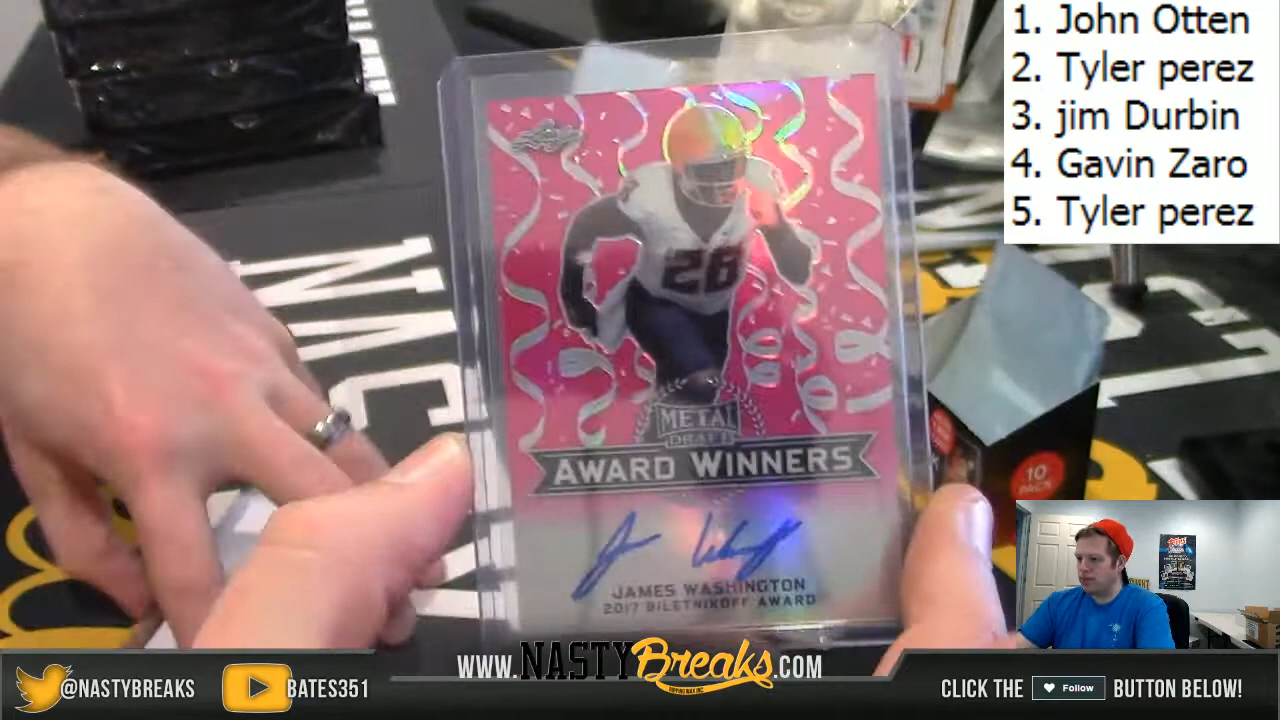 1. John Otten
2. Tyler perez
3. jim Durbin
4. Gavin Zaro
5. Tyler perez
28
METAL
DRAFT
AWARD WINNERS
JAMES WASHINGTON
2017 BILETNIKOFF AWARD
10
PACK
@NASTYBREAKS
BATES351
WWW.NASTYBreaks.COM
CLICK THE Follow BUTTON BELOW!